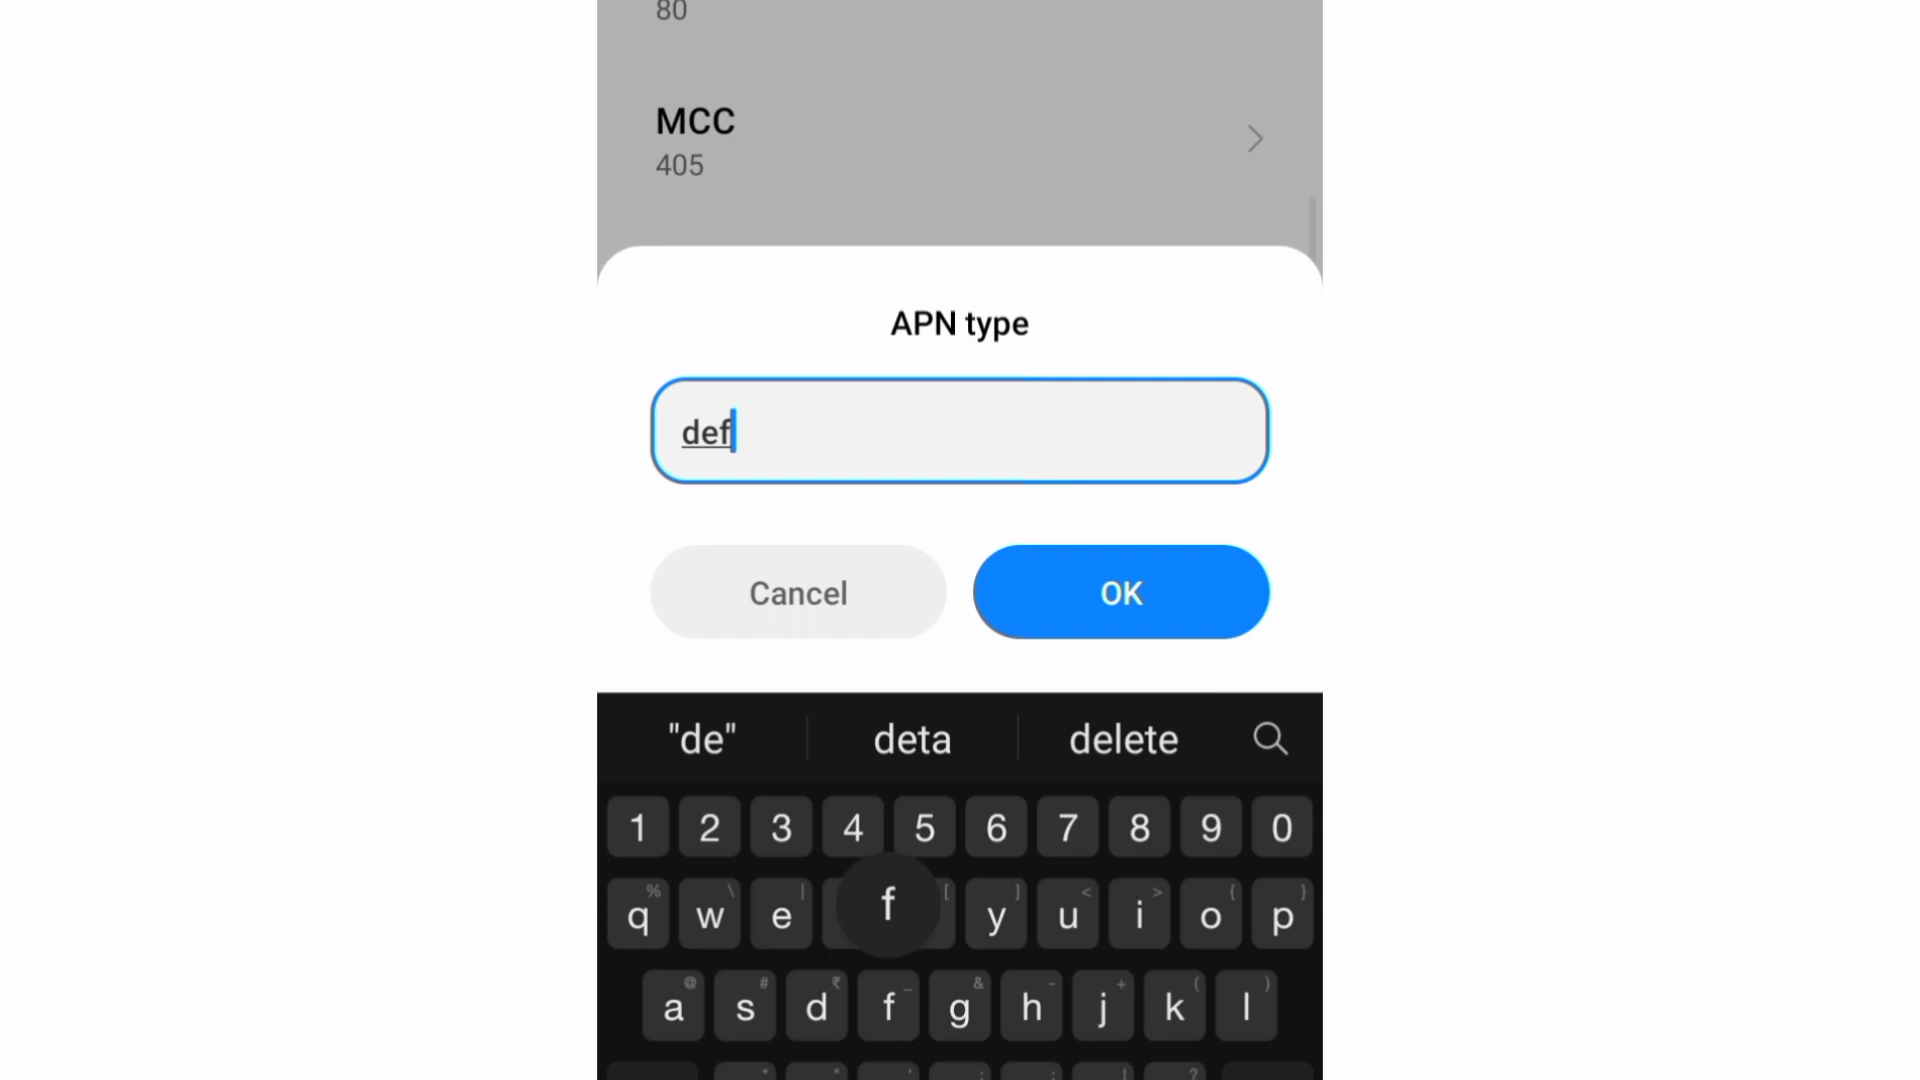 80
MCC
405
APN type
def
Cancel OK
"de" deta delete
1 2 3 4 5 6 7 8 9 0
% \ | [ ] < > { }
q w e f y u i o p
@ # ₹ _ & - + ( )
a s d f g h j k l